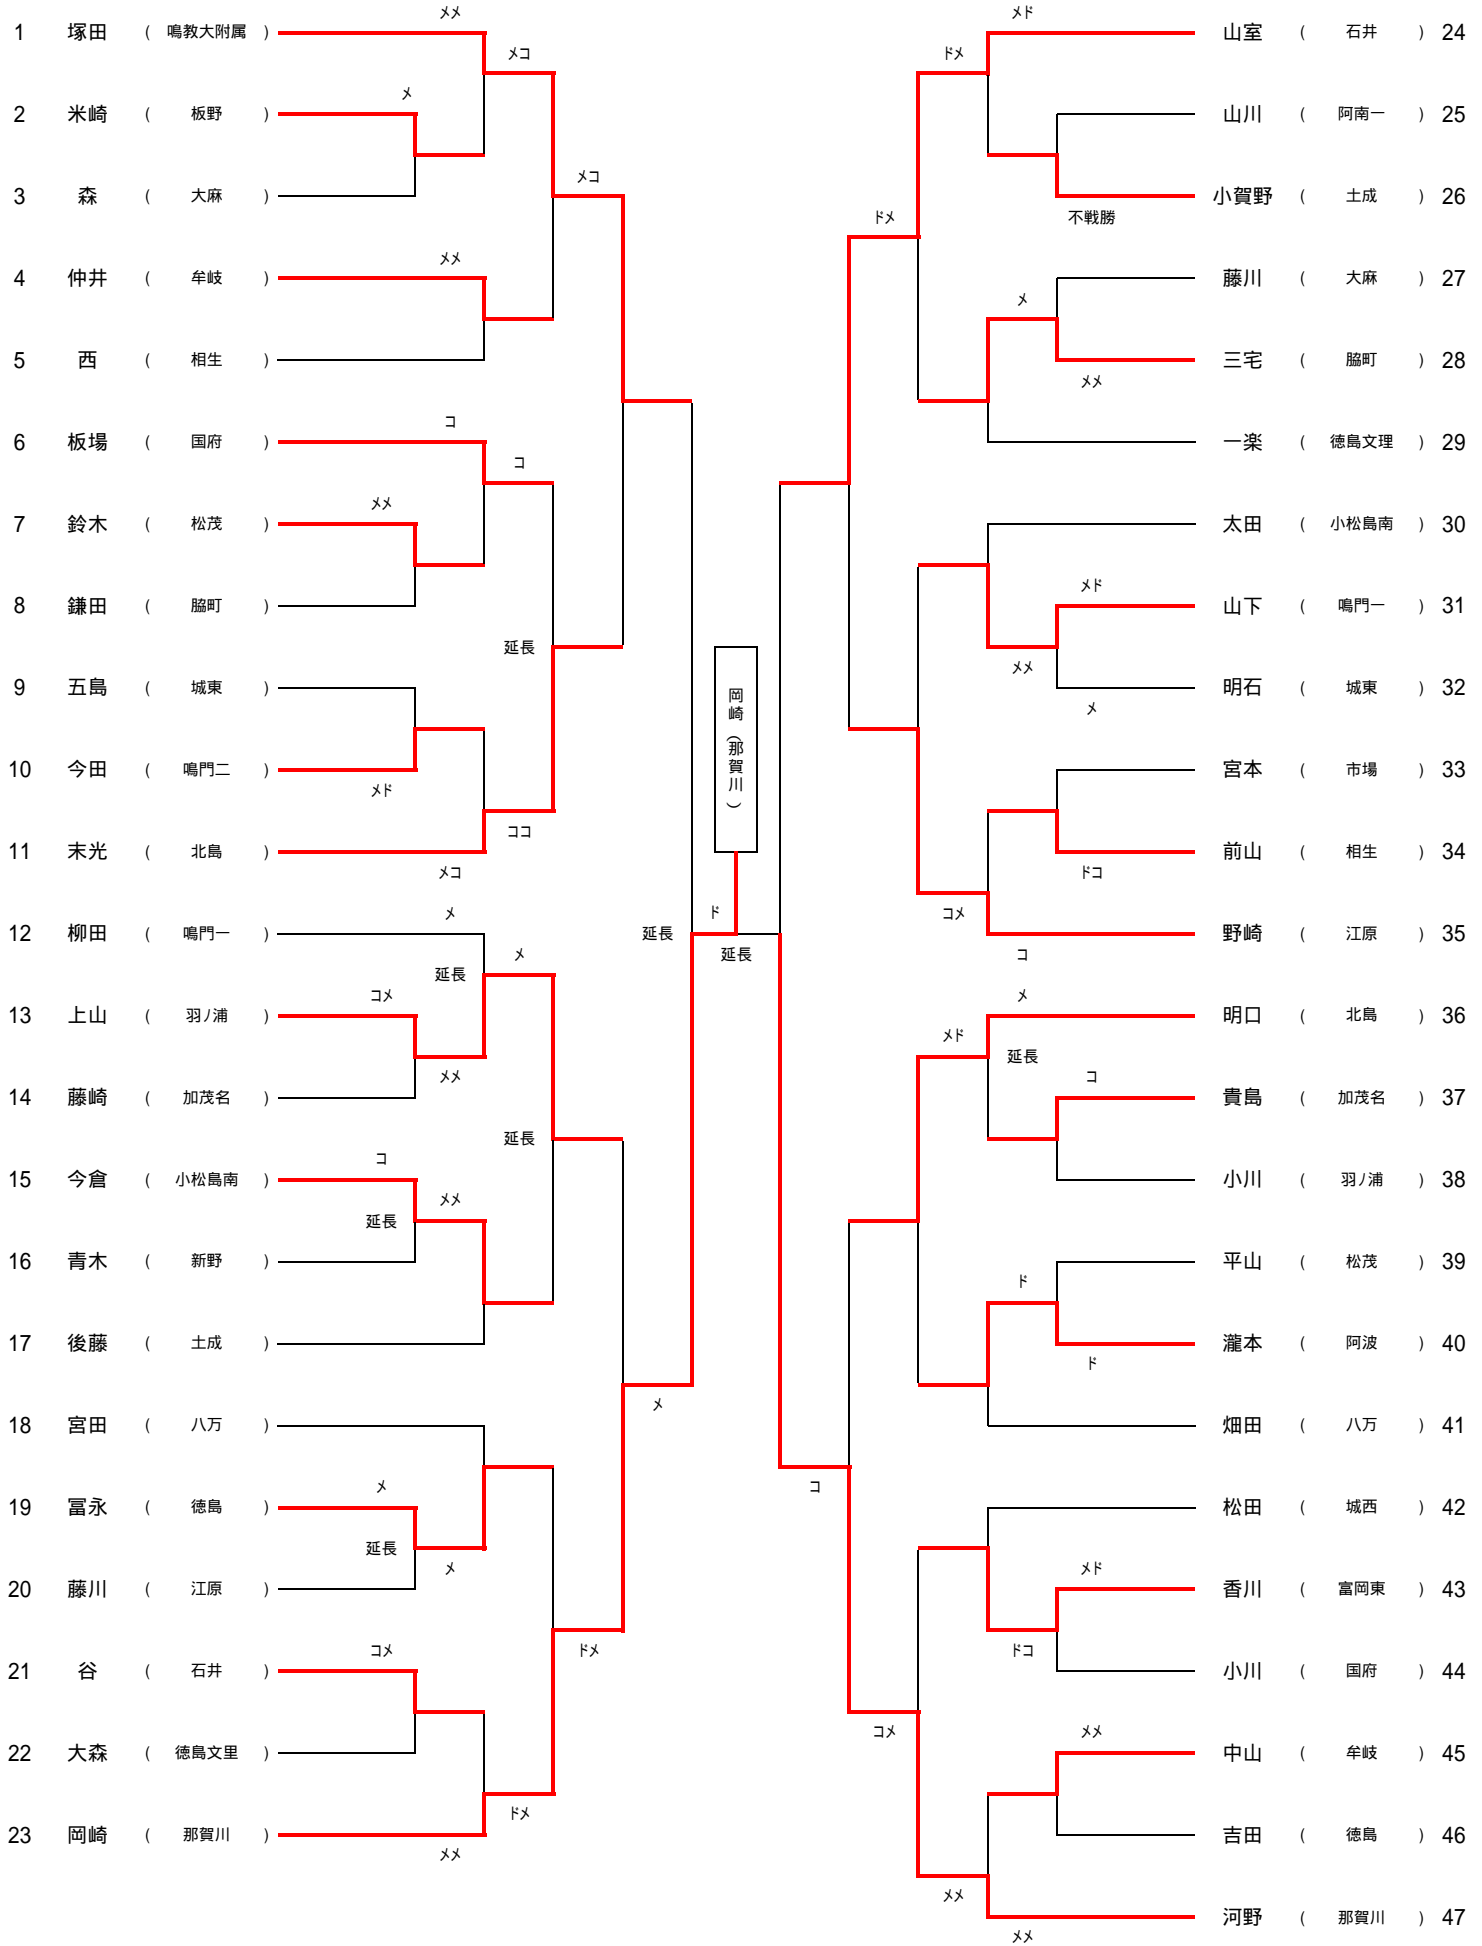 メメ
1 塚田 ( 鳴教大附属 )
メコ
メ
2 米崎 ( 板野 )
3 森 ( 大麻 )
メコ
メメ
4 仲井 ( 牟岐 )
5 西 ( 相生 )
コ
6 板場 ( 国府 )
コ
メメ
7 鈴木 ( 松茂 )
8 鎌田 ( 脇町 )
延長
9 五島 ( 城東 )
10 今田 ( 鳴門二 )
メド
ココ
11 末光 ( 北島 )
メコ
メ
12 柳田 ( 鳴門一 )
メ
延長
コメ
13 上山 ( 羽ノ浦 )
メメ
14 藤崎 ( 加茂名 )
延長
コ
15 今倉 ( 小松島南 )
メメ
延長
16 青木 ( 新野 )
17 後藤 ( 土成 )
メ
18 宮田 ( 八万 )
メ
19 冨永 ( 徳島 )
延長
メ
20 藤川 ( 江原 )
コメ
ドメ
21 谷 ( 石井 )
22 大森 ( 徳島文里 )
ドメ
23 岡崎 ( 那賀川 )
メメ
岡崎(那賀川)
ド
延長
延長
メド
山室 ( 石井 ) 24
ドメ
山川 ( 阿南一 ) 25
小賀野 ( 土成 ) 26
不戦勝
ドメ
藤川 ( 大麻 ) 27
メ
三宅 ( 脇町 ) 28
メメ
一楽 ( 徳島文理 ) 29
太田 ( 小松島南 ) 30
メド
山下 ( 鳴門一 ) 31
メメ
明石 ( 城東 ) 32
メ
宮本 ( 市場 ) 33
前山 ( 相生 ) 34
ドコ
コメ
野崎 ( 江原 ) 35
コ
メ
明口 ( 北島 ) 36
メド
延長
コ
貴島 ( 加茂名 ) 37
小川 ( 羽ノ浦 ) 38
平山 ( 松茂 ) 39
ド
瀧本 ( 阿波 ) 40
ド
畑田 ( 八万 ) 41
コ
松田 ( 城西 ) 42
メド
香川 ( 富岡東 ) 43
ドコ
小川 ( 国府 ) 44
コメ
メメ
中山 ( 牟岐 ) 45
吉田 ( 徳島 ) 46
メメ
河野 ( 那賀川 ) 47
メメ